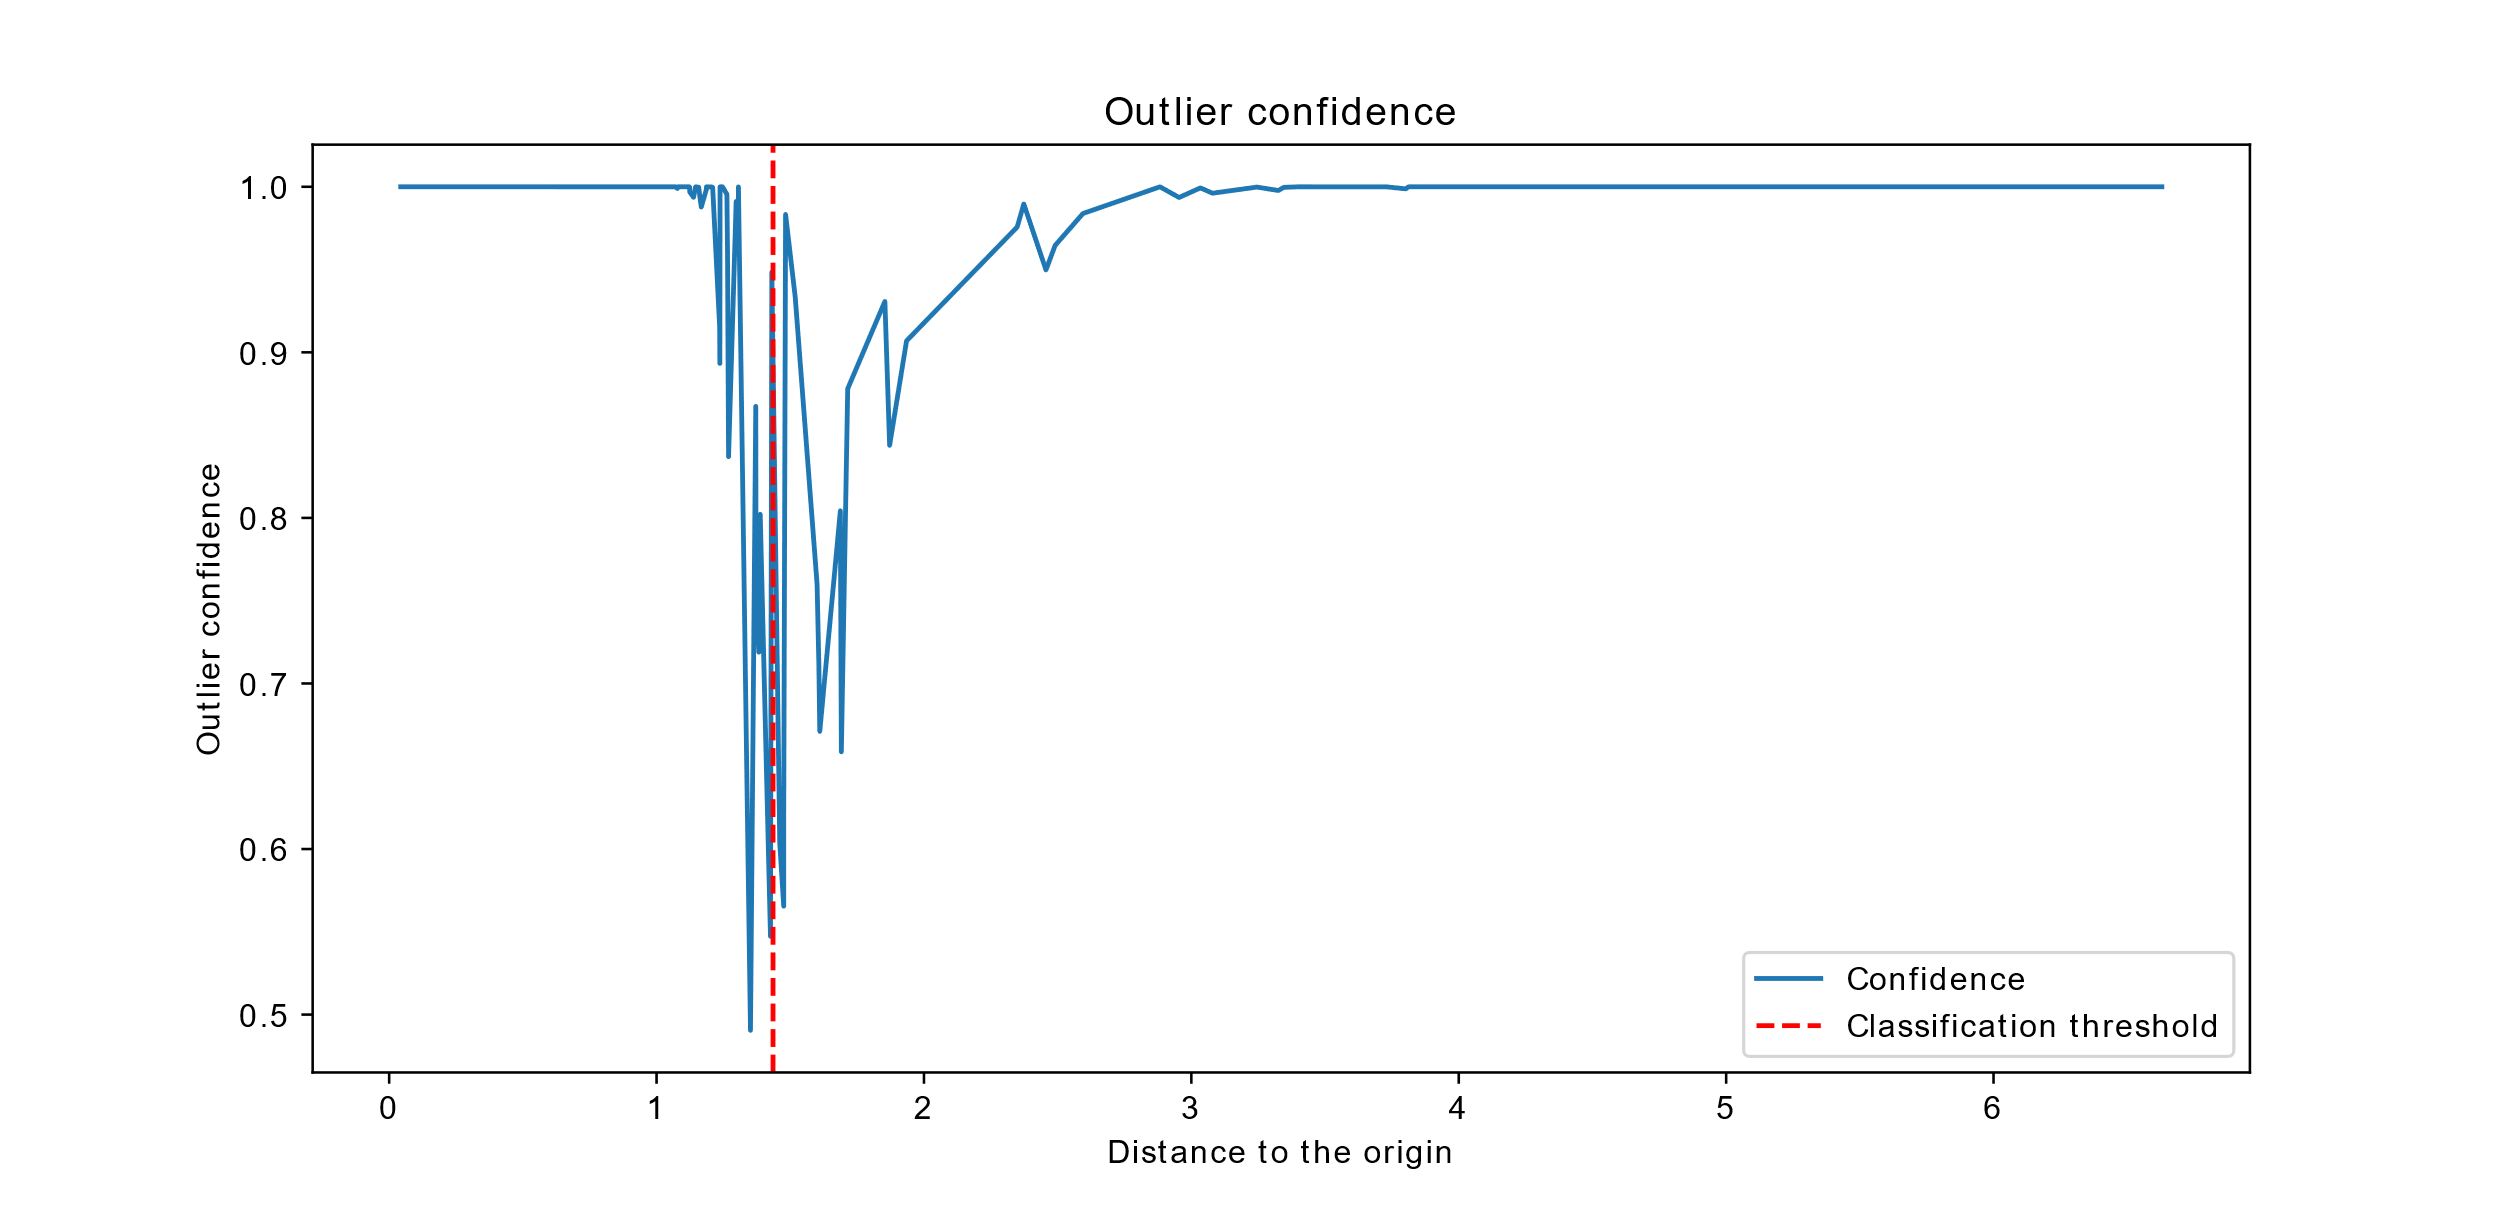 Outlier confidence
1.0
0.9
0.8
0.7
0.6
0.5
Outlier confidence
0 1 2 3 4 5 6
Distance to the origin
Confidence
Classification threshold